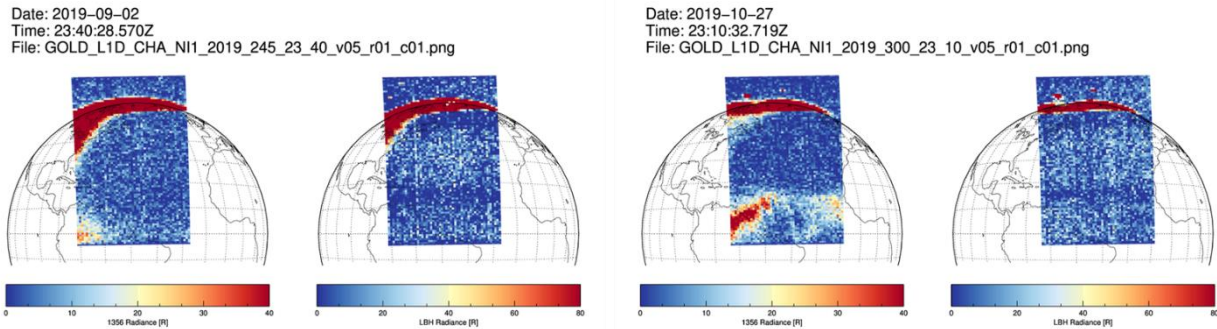 Date: 2019-09-02
Time: 23:40:28.570Z
File: GOLD_L1D_CHA_NI1_2019_245_23_40_v05_r01_c01.png
0 10 20 30 40
1356 Radiance [R]
0 20 40 60 80
LBH Radiance [R]
Date: 2019-10-27
Time: 23:10:32.719Z
File: GOLD_L1D_CHA_NI1_2019_300_23_10_v05_r01_c01.png
0 10 20 30 40
1356 Radiance [R]
0 20 40 60 80
LBH Radiance [R]